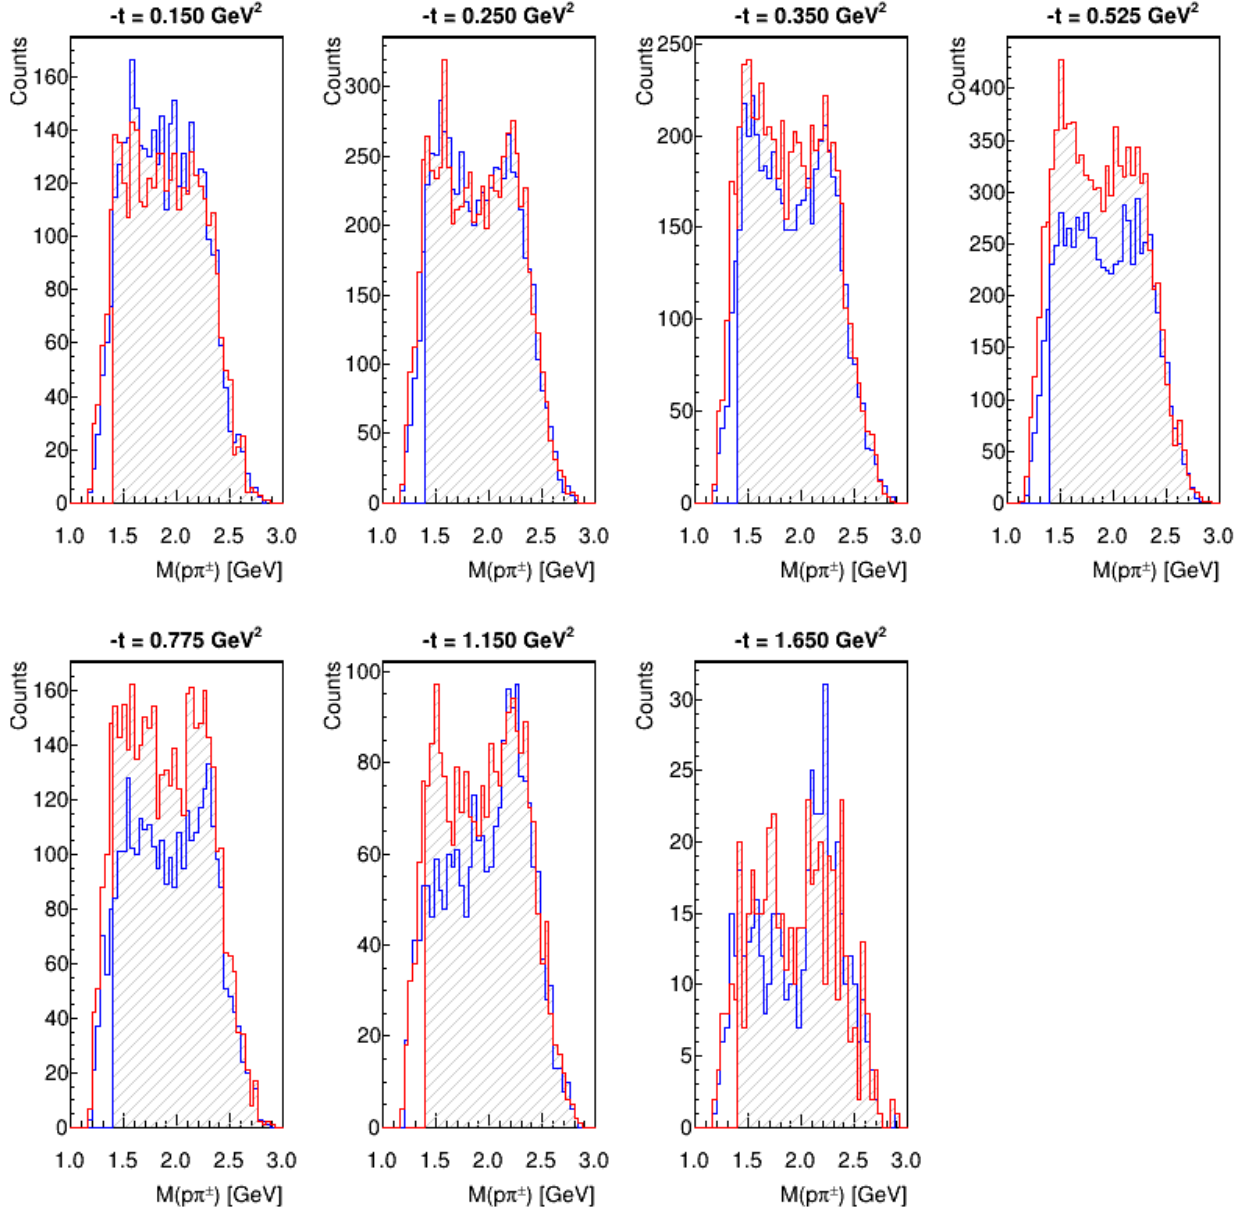 -t = 0.150 GeV²
Counts
160
140
120
100
80
60
40
20
0
1.0 1.5 2.0 2.5 3.0
M(pπ±) [GeV]
-t = 0.250 GeV²
Counts
300
250
200
150
100
50
0
1.0 1.5 2.0 2.5 3.0
M(pπ±) [GeV]
-t = 0.350 GeV²
Counts
250
200
150
100
50
0
1.0 1.5 2.0 2.5 3.0
M(pπ±) [GeV]
-t = 0.525 GeV²
Counts
400
350
300
250
200
150
100
50
0
1.0 1.5 2.0 2.5 3.0
M(pπ±) [GeV]
-t = 0.775 GeV²
Counts
160
140
120
100
80
60
40
20
0
1.0 1.5 2.0 2.5 3.0
M(pπ±) [GeV]
-t = 1.150 GeV²
Counts
100
80
60
40
20
0
1.0 1.5 2.0 2.5 3.0
M(pπ±) [GeV]
-t = 1.650 GeV²
Counts
30
25
20
15
10
5
0
1.0 1.5 2.0 2.5 3.0
M(pπ±) [GeV]